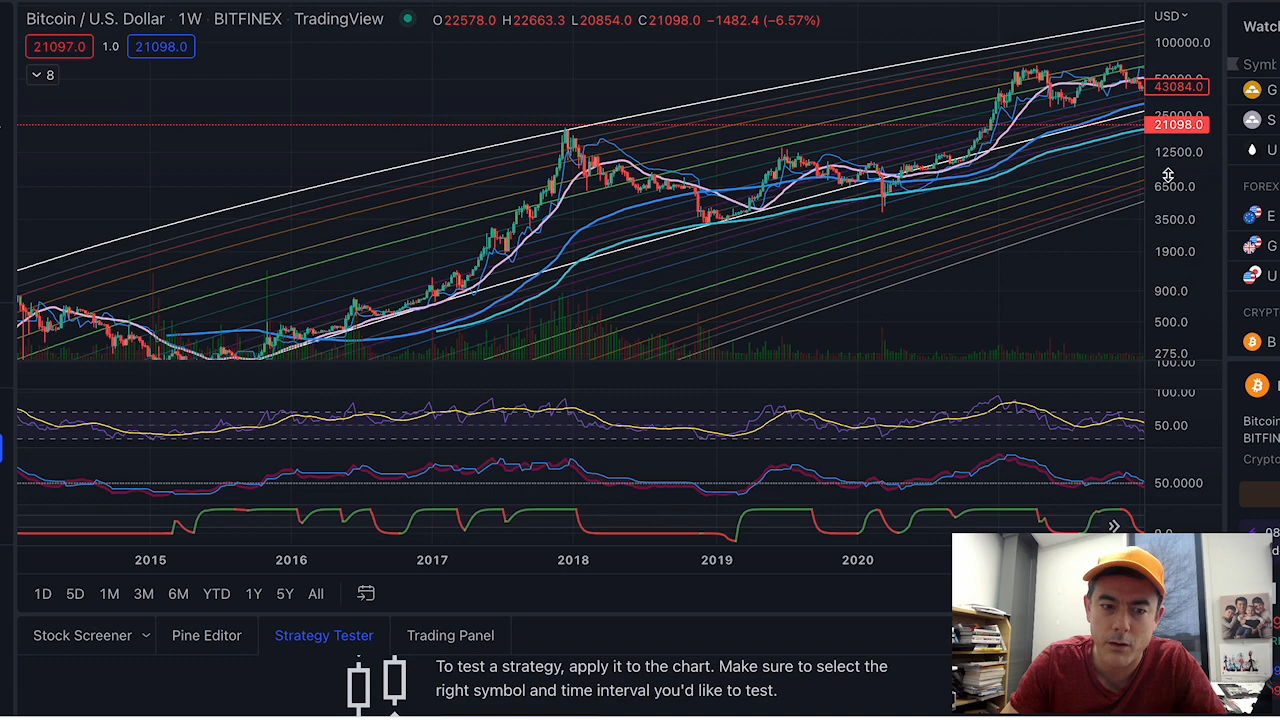 Bitcoin / U.S. Dollar · 1W · BITFINEX · TradingView O22578.0 H22663.3 L20854.0 C21098.0 −1482.4 (−6.57%)
21097.0 1.0 21098.0
8
USD
100000.0
43084.0
21098.0
12500.0
6500.0
3500.0
1900.0
900.0
500.0
275.0
100.00
100.00
50.00
50.0000
2015 2016 2017 2018 2019 2020
1D 5D 1M 3M 6M YTD 1Y 5Y All
Stock Screener Pine Editor Strategy Tester Trading Panel
To test a strategy, apply it to the chart. Make sure to select the
right symbol and time interval you'd like to test.
Watc
Symb
G
S
U
FOREX
E
G
U
CRYPT
B
Bitcoin
BITFIN
Crypto